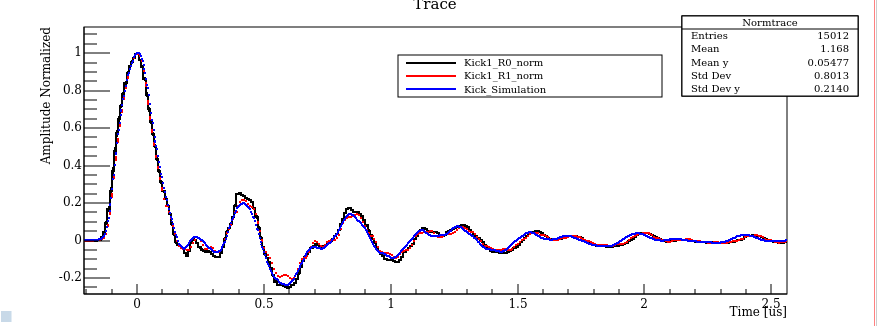 Trace
Normtrace
Entries 15012
Mean 1.168
Mean y 0.05477
Std Dev 0.8013
Std Dev y 0.2140
Kick1_R0_norm
Kick1_R1_norm
Kick_Simulation
Amplitude Normalized
1
0.8
0.6
0.4
0.2
0
-0.2
0 0.5 1 1.5 2 2.5
Time [us]